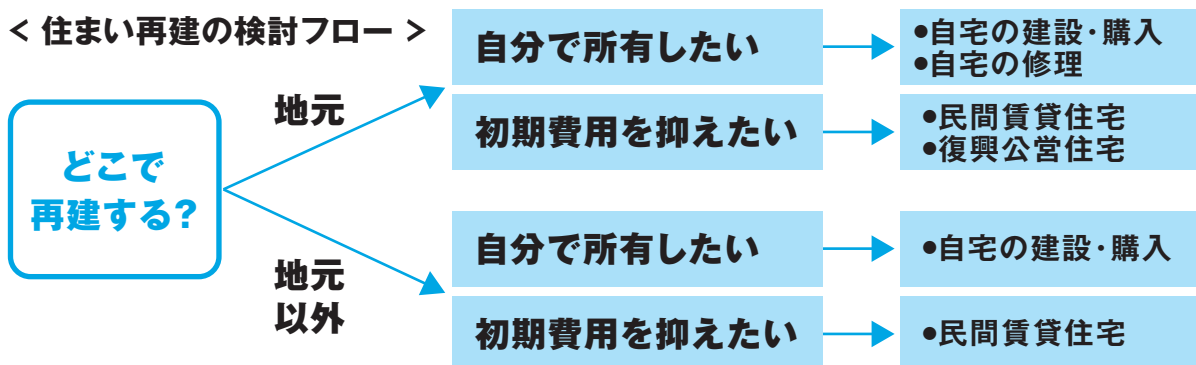 < 住まい再建の検討フロー >
どこで
再建する?
地元
自分で所有したい
●自宅の建設・購入
●自宅の修理
初期費用を抑えたい
●民間賃貸住宅
●復興公営住宅
地元
以外
自分で所有したい
●自宅の建設・購入
初期費用を抑えたい
●民間賃貸住宅